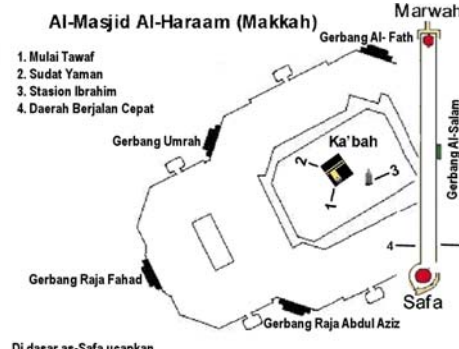 Al-Masjid Al-Haraam (Makkah)
Marwah
Gerbang Al- Fath
1. Mulai Tawaf
2. Sudat Yaman
3. Stasion Ibrahim
4. Daerah Berjalan Cepat
Gerbang Umrah
Ka'bah
Gerbang Al-Salam
2
3
1
4
Gerbang Raja Fahad
Safa
Gerbang Raja Abdul Aziz
Di dasar as-Safa ucapkan